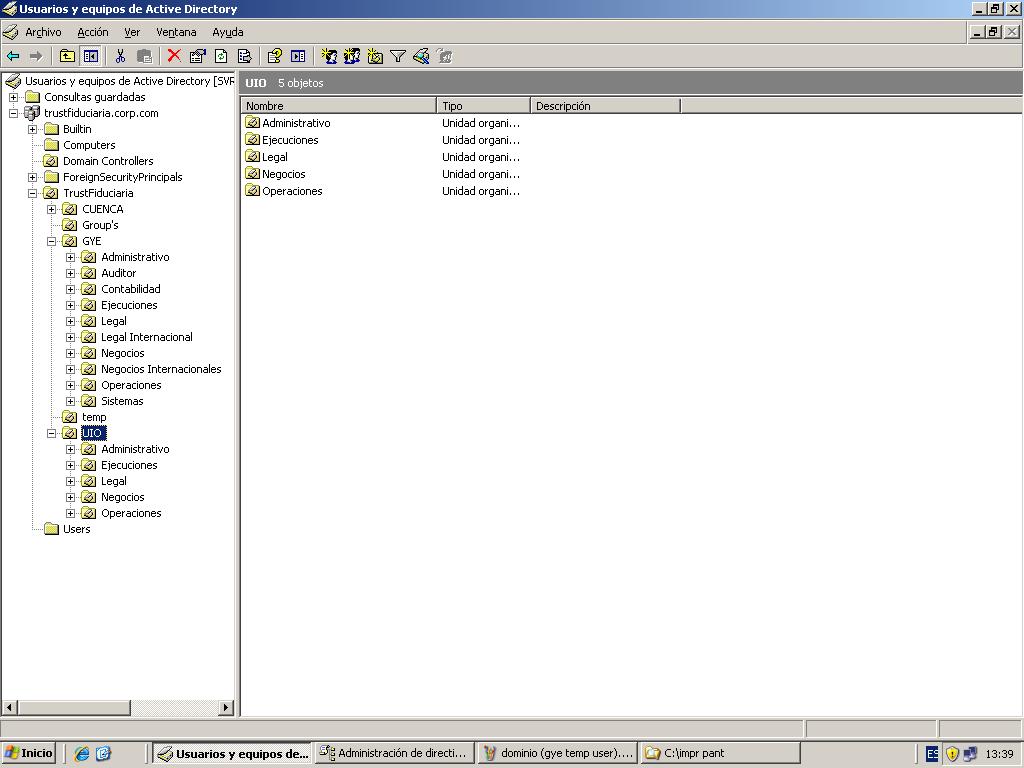 Usuarios y equipos de Active Directory
Archivo Acción Ver Ventana Ayuda
Usuarios y equipos de Active Directory [SVR
Consultas guardadas
trustfiduciaria.corp.com
Builtin
Computers
Domain Controllers
ForeignSecurityPrincipals
TrustFiduciaria
CUENCA
Group's
GYE
Administrativo
Auditor
Contabilidad
Ejecuciones
Legal
Legal Internacional
Negocios
Negocios Internacionales
Operaciones
Sistemas
temp
UIO
Administrativo
Ejecuciones
Legal
Negocios
Operaciones
Users
UIO 5 objetos
Nombre Tipo Descripción
Administrativo Unidad organi...
Ejecuciones Unidad organi...
Legal Unidad organi...
Negocios Unidad organi...
Operaciones Unidad organi...
Inicio Usuarios y equipos de... Administración de directi... dominio (gye temp user).... C:\impr pant ES 13:39